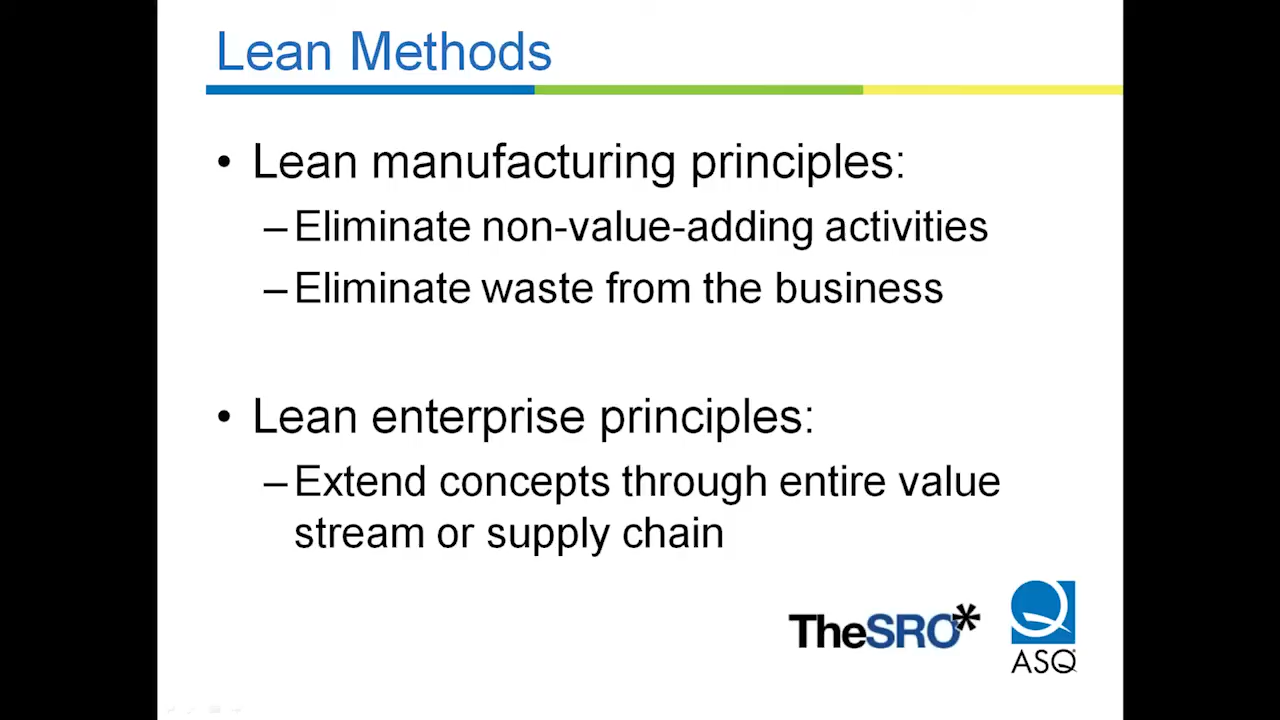 Lean Methods
• Lean manufacturing principles:
–Eliminate non-value-adding activities
–Eliminate waste from the business
• Lean enterprise principles:
–Extend concepts through entire value
stream or supply chain
TheSRO*
ASQ